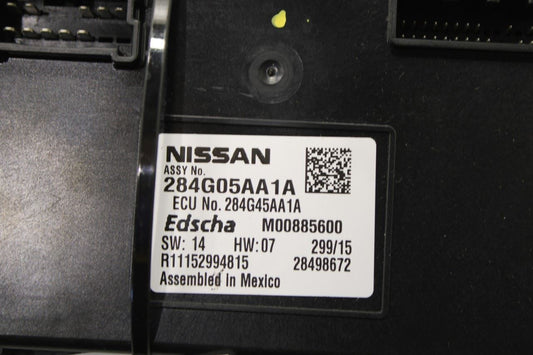 NISSAN
ASSY No.
284G05AA1A
ECU No. 284G45AA1A
Edscha M00885600
SW: 14 HW: 07 299/15
R11152994815 28498672
Assembled in Mexico